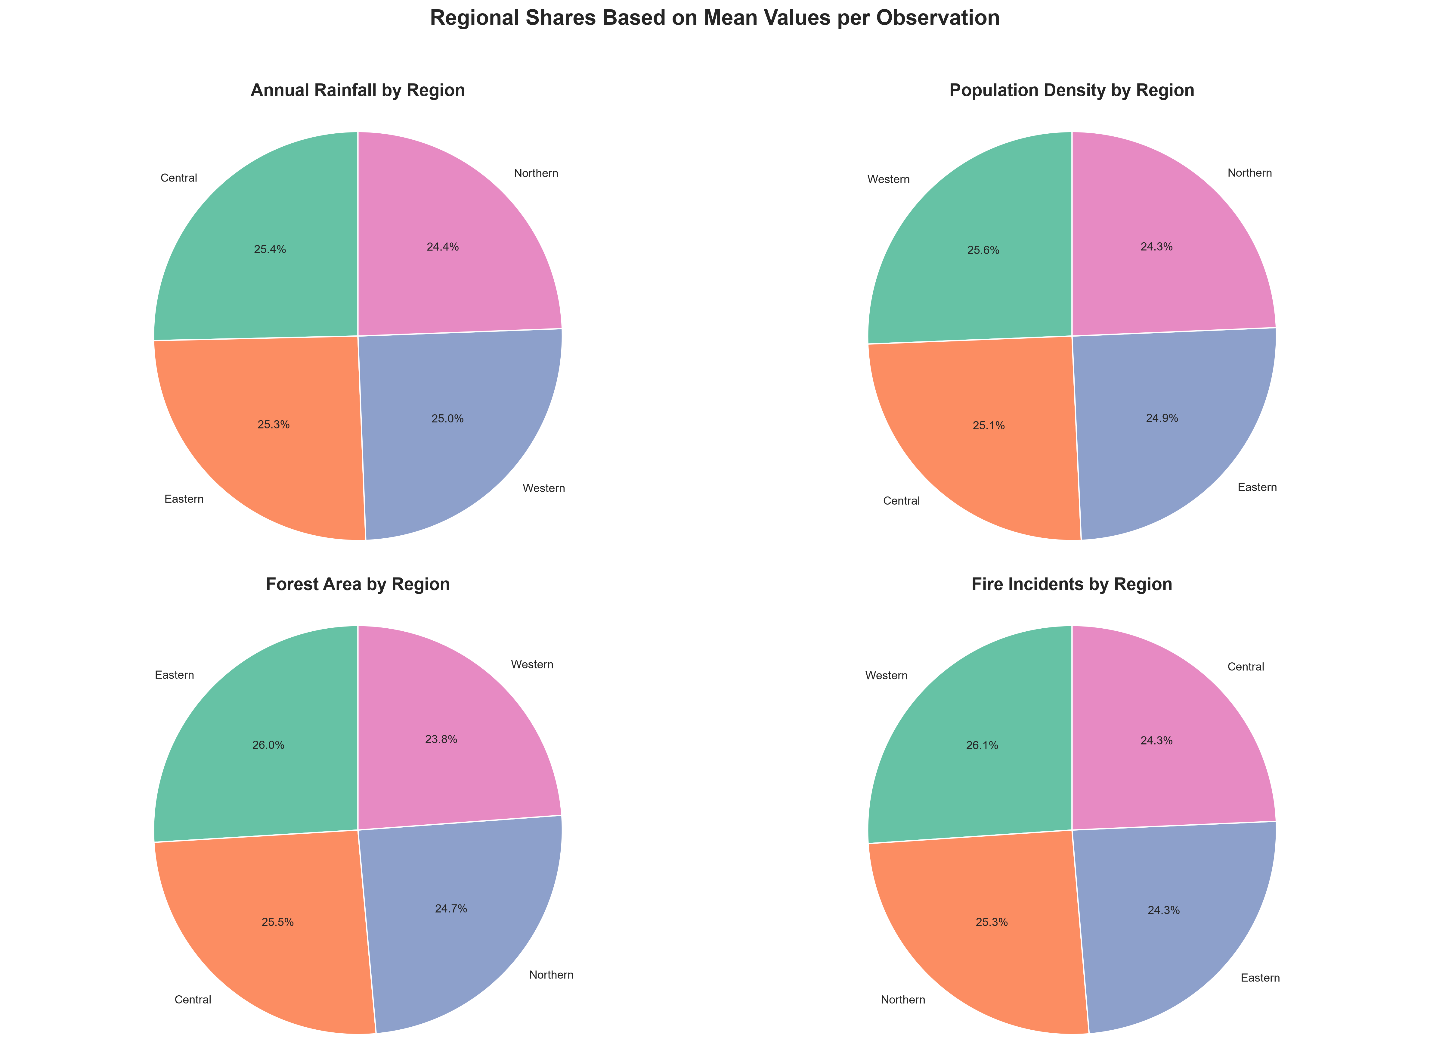 Regional Shares Based on Mean Values per Observation
Annual Rainfall by Region
Central
Northern
25.4%
24.4%
25.3%
25.0%
Eastern
Western
Population Density by Region
Western
Northern
25.6%
24.3%
25.1%
24.9%
Central
Eastern
Forest Area by Region
Eastern
Western
26.0%
23.8%
25.5%
24.7%
Central
Northern
Fire Incidents by Region
Western
Central
26.1%
24.3%
25.3%
24.3%
Northern
Eastern